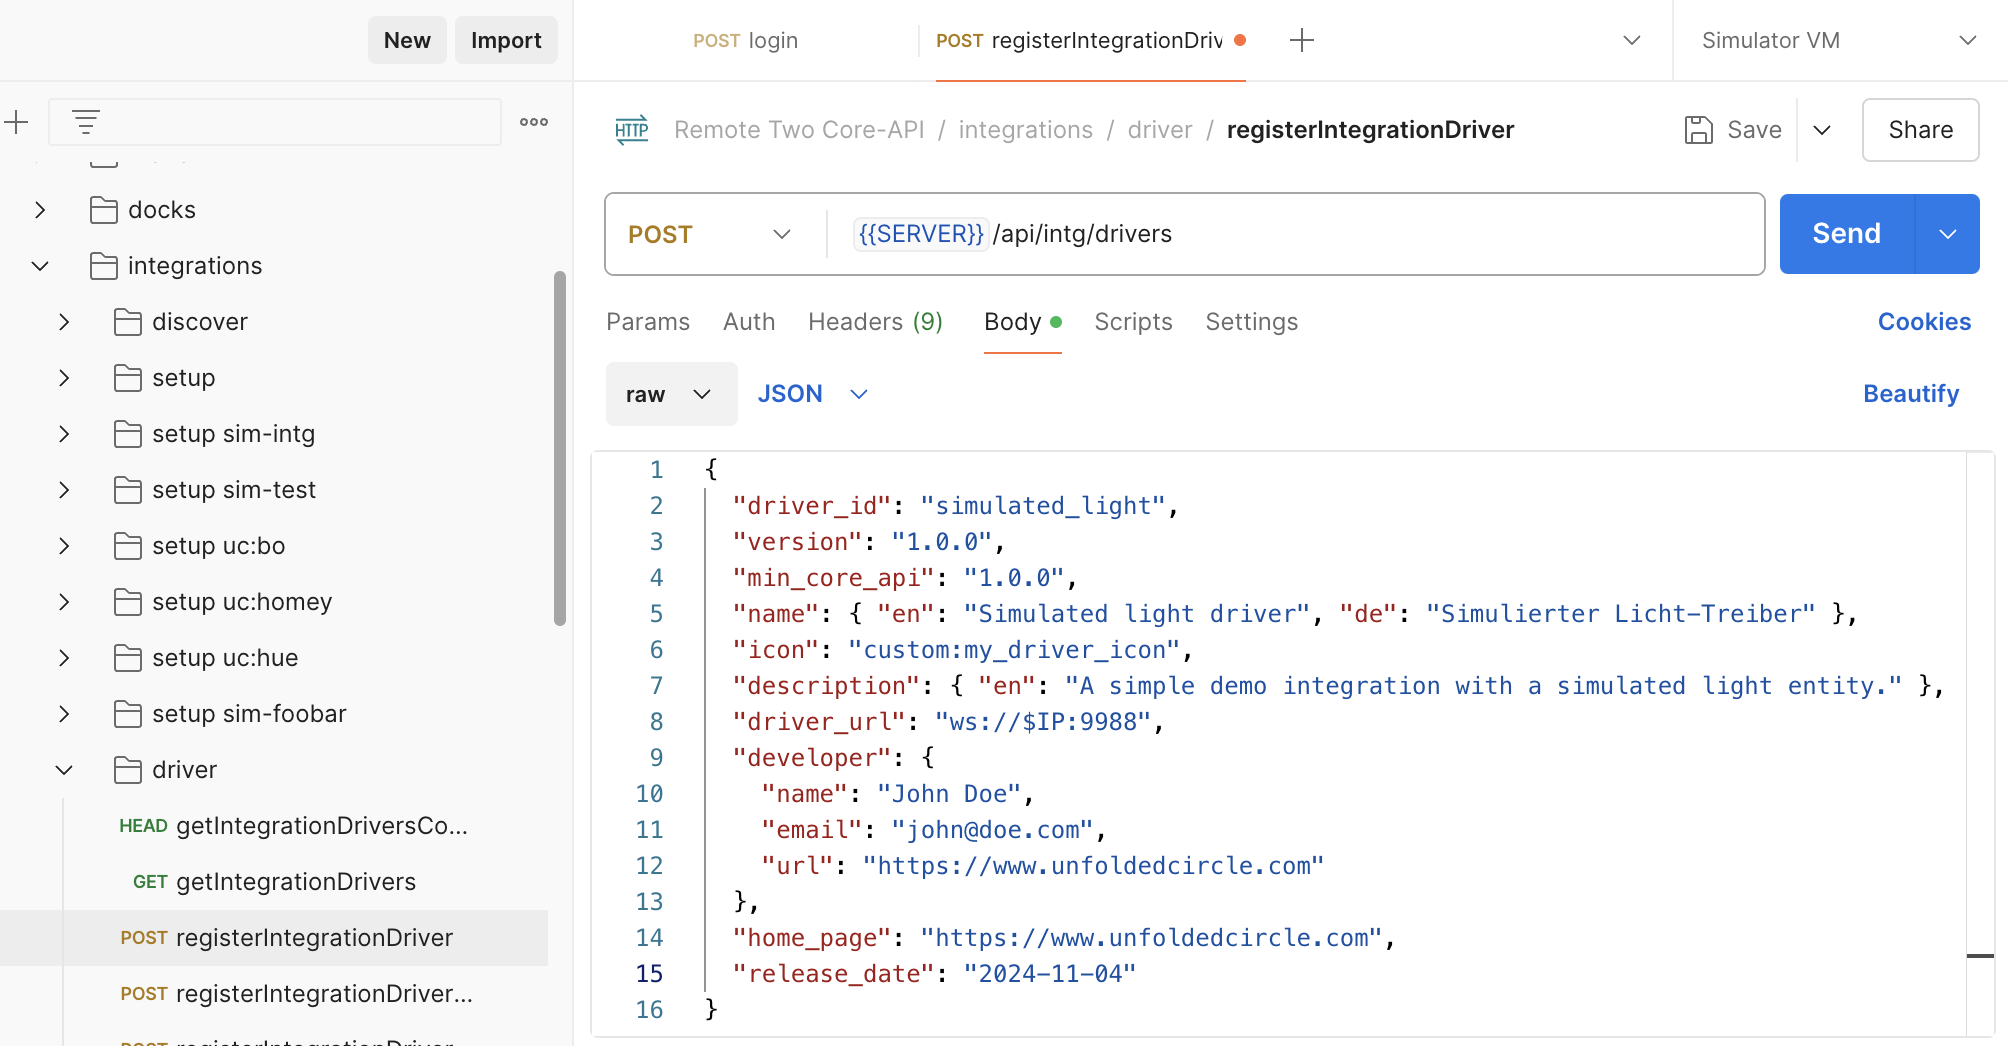 New
Import
POST login
POST registerIntegrationDriv
Simulator VM
HTTP
Remote Two Core-API / integrations / driver / registerIntegrationDriver
Save
Share
docks
integrations
discover
setup
setup sim-intg
setup sim-test
setup uc:bo
setup uc:homey
setup uc:hue
setup sim-foobar
driver
HEAD getIntegrationDriversCo...
GET getIntegrationDrivers
POST registerIntegrationDriver
POST registerIntegrationDriver...
POST registerIntegrationDriver
POST
{{SERVER}} /api/intg/drivers
Send
Params
Auth
Headers (9)
Body
Scripts
Settings
Cookies
raw
JSON
Beautify
1 {
2 "driver_id": "simulated_light",
3 "version": "1.0.0",
4 "min_core_api": "1.0.0",
5 "name": { "en": "Simulated light driver", "de": "Simulierter Licht-Treiber" },
6 "icon": "custom:my_driver_icon",
7 "description": { "en": "A simple demo integration with a simulated light entity." },
8 "driver_url": "ws://$IP:9988",
9 "developer": {
10 "name": "John Doe",
11 "email": "john@doe.com",
12 "url": "https://www.unfoldedcircle.com"
13 },
14 "home_page": "https://www.unfoldedcircle.com",
15 "release_date": "2024-11-04"
16 }